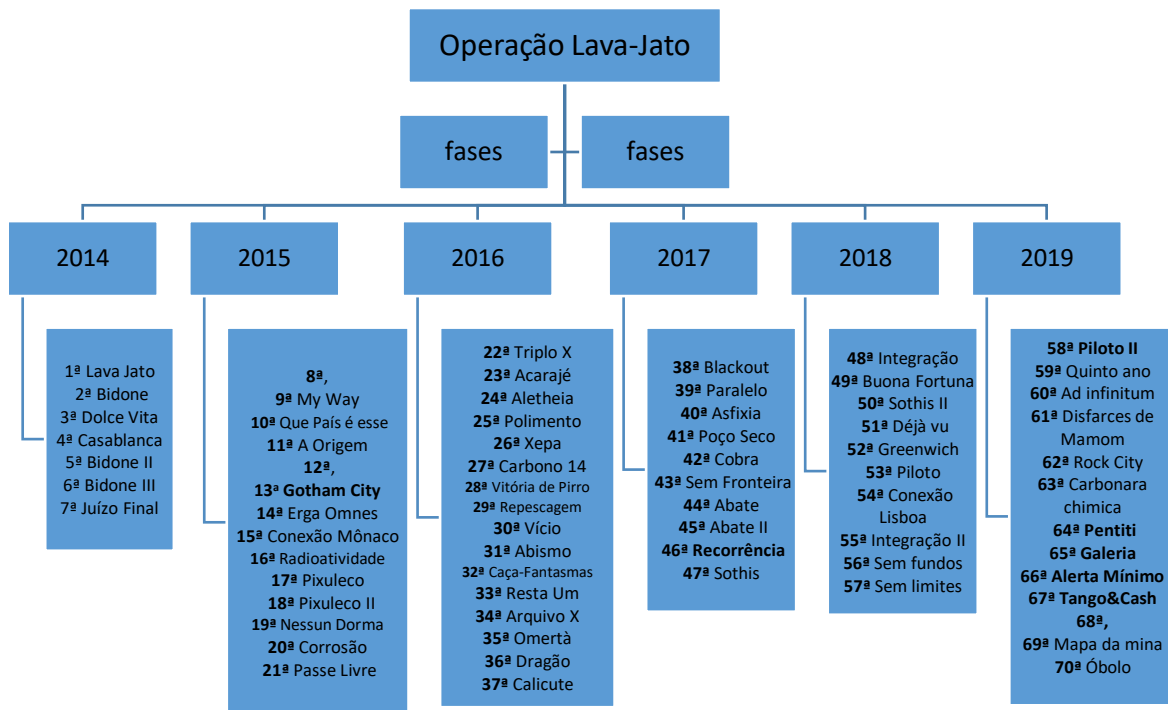 Operação Lava-Jato
fases
fases
2014
1ª Lava Jato
2ª Bidone
3ª Dolce Vita
4ª Casablanca
5ª Bidone II
6ª Bidone III
7ª Juízo Final
2015
8ª,
9ª My Way
10ª Que País é esse
11ª A Origem
12ª,
13ª Gotham City
14ª Erga Omnes
15ª Conexão Mônaco
16ª Radioatividade
17ª Pixuleco
18ª Pixuleco II
19ª Nessun Dorma
20ª Corrosão
21ª Passe Livre
2016
22ª Triplo X
23ª Acarajé
24ª Aletheia
25ª Polimento
26ª Xepa
27ª Carbono 14
28ª Vitória de Pirro
29ª Repescagem
30ª Vício
31ª Abismo
32ª Caça-Fantasmas
33ª Resta Um
34ª Arquivo X
35ª Omertà
36ª Dragão
37ª Calicute
2017
38ª Blackout
39ª Paralelo
40ª Asfixia
41ª Poço Seco
42ª Cobra
43ª Sem Fronteira
44ª Abate
45ª Abate II
46ª Recorrência
47ª Sothis
2018
48ª Integração
49ª Buona Fortuna
50ª Sothis II
51ª Déjà vu
52ª Greenwich
53ª Piloto
54ª Conexão
Lisboa
55ª Integração II
56ª Sem fundos
57ª Sem limites
2019
58ª Piloto II
59ª Quinto ano
60ª Ad infinitum
61ª Disfarces de
Mamom
62ª Rock City
63ª Carbonara
chimica
64ª Pentiti
65ª Galeria
66ª Alerta Mínimo
67ª Tango&Cash
68ª,
69ª Mapa da mina
70ª Óbolo